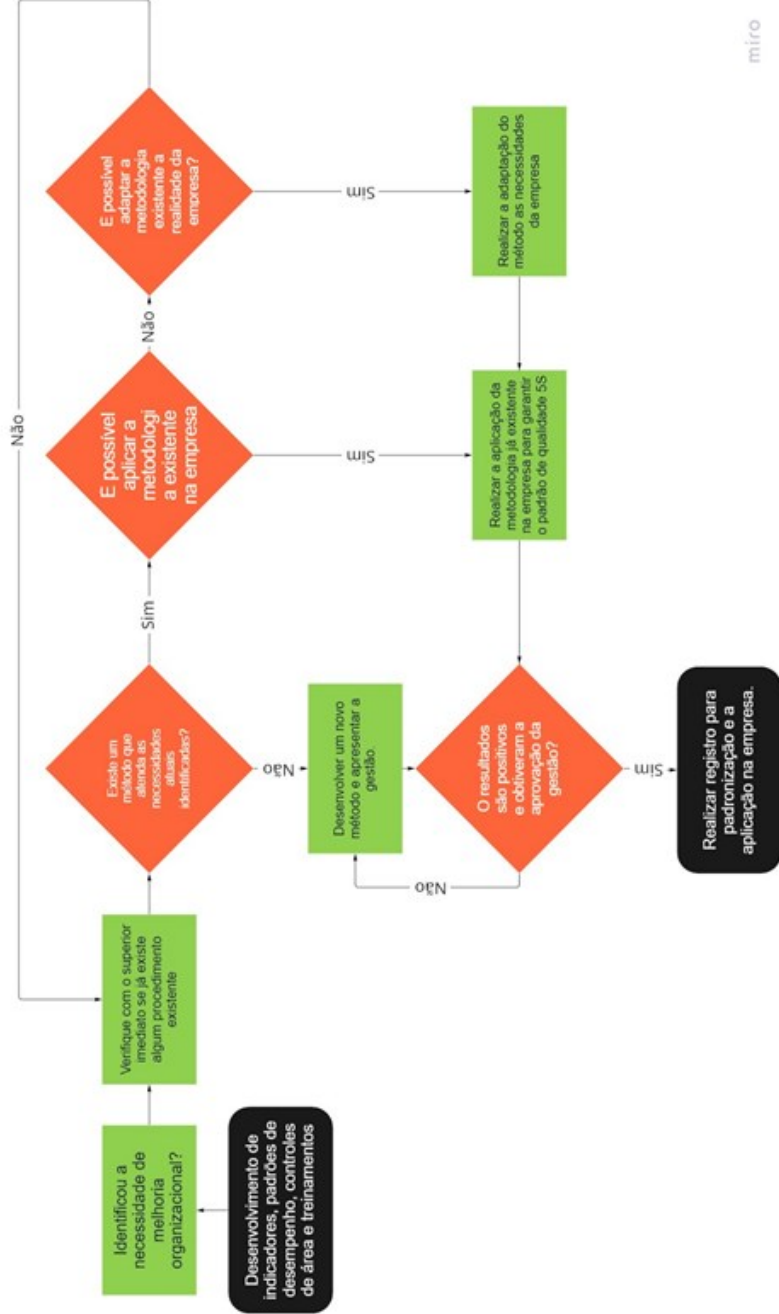 Desenvolvimento de
indicadores, padrões de
desempenho, controles
de área e treinamentos
Identificou a
necessidade de
melhoria
organizacional?
Verifique com o superior
imediato se já existe
algum procedimento
existente
Existe um
método que
atenda as
necessidades
atuais
identificadas?
Sim
É possível
aplicar a
metodologi
a existente
na empresa
Não
É possível
adaptar a
metodologia
existente a
realidade da
empresa?
Não
Não
Desenvolver um novo
método e apresentar a
gestão.
Sim
Realizar a aplicação da
metodologia já existente
na empresa para garantir
o padrão de qualidade 5S
Sim
Realizar a adaptação do
método as necessidades
da empresa
O resultados
são positivos
e obtiveram a
aprovação da
gestão?
Não
Sim
Realizar registro para
padronização e a
aplicação na empresa.
miro